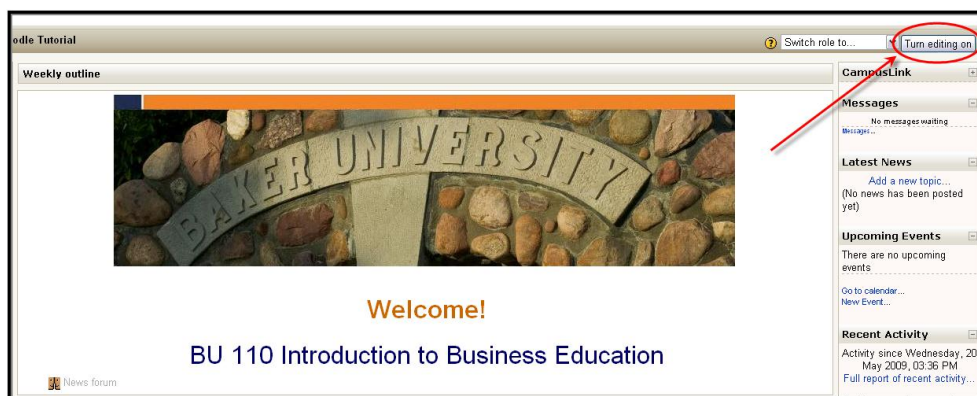 odle Tutorial
Switch role to...
Turn editing on
Weekly outline
BAKER UNIVERSITY
Welcome!
BU 110 Introduction to Business Education
News forum
CampusLink
Messages
No messages waiting
Messages...
Latest News
Add a new topic...
(No news has been posted
yet)
Upcoming Events
There are no upcoming
events
Go to calendar...
New Event...
Recent Activity
Activity since Wednesday, 20
May 2009, 03:36 PM
Full report of recent activity...